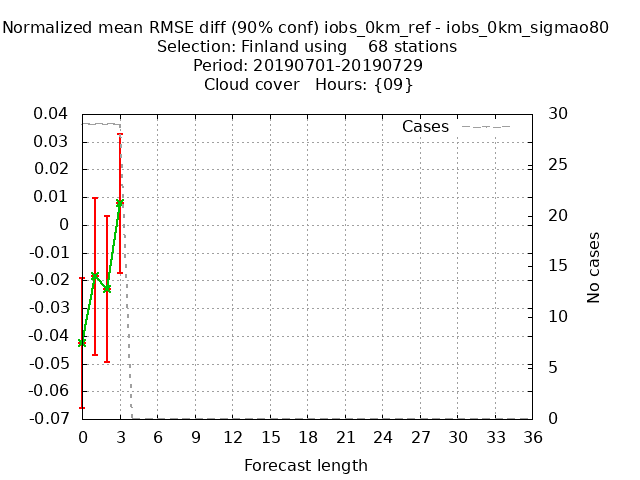 Normalized mean RMSE diff (90% conf) iobs_0km_ref - iobs_0km_sigmao80
Selection: Finland using    68 stations
Period: 20190701-20190729
Cloud cover   Hours: {09}
Cases
0.04
0.03
0.02
0.01
0
-0.01
-0.02
-0.03
-0.04
-0.05
-0.06
-0.07
30
25
20
15
10
5
0
No cases
0 3 6 9 12 15 18 21 24 27 30 33 36
Forecast length